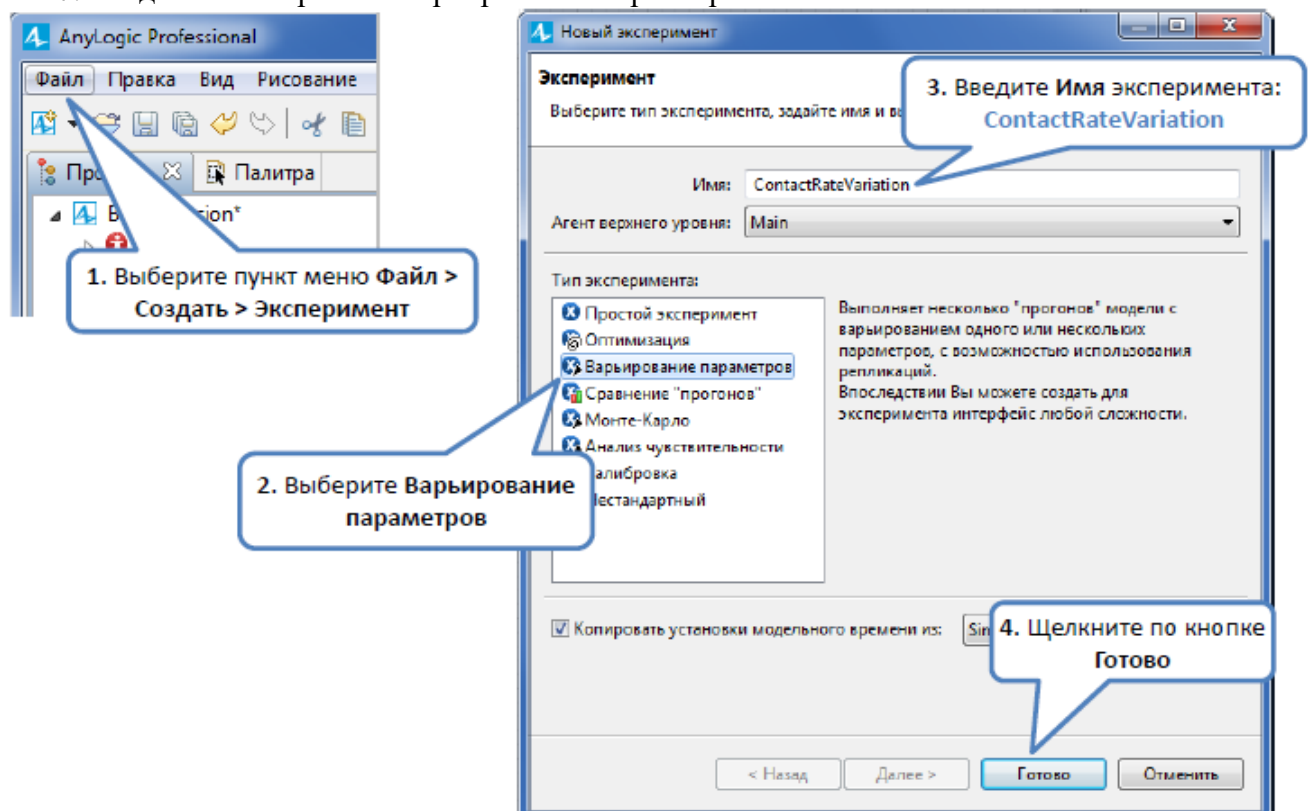 AnyLogic Professional
Файл Правка Вид Рисование
Палитра
1. Выберите пункт меню Файл >
Создать > Эксперимент
Новый эксперимент
Эксперимент
Выберите тип эксперимента, задайте имя и
3. Введите Имя эксперимента:
ContactRateVariation
Имя: ContactRateVariation
Агент верхнего уровня: Main
Тип эксперимента:
Простой эксперимент
Оптимизация
Варьирование параметров
Сравнение "прогонов"
Монте-Карло
Анализ чувствительности
алибровка
естандартный
Выполняет несколько "прогонов" модели с
варьированием одного или нескольких
параметров, с возможностью использования
репликаций.
Впоследствии Вы можете создать для
эксперимента интерфейс любой сложности.
2. Выберите Варьирование
параметров
Копировать установки модельного времени из: Sim
4. Щелкните по кнопке
Готово
< Назад Далее > Готово Отменить